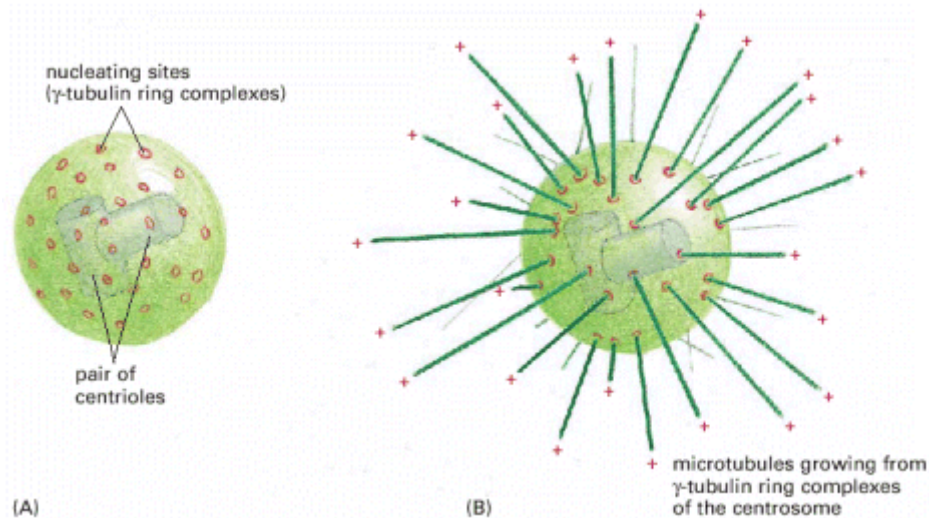 nucleating sites
(γ-tubulin ring complexes)
pair of
centrioles
(A)
+ + + + + + + + + + + + + + + + + + + + + + + + + +
(B)
microtubules growing from
γ-tubulin ring complexes
of the centrosome